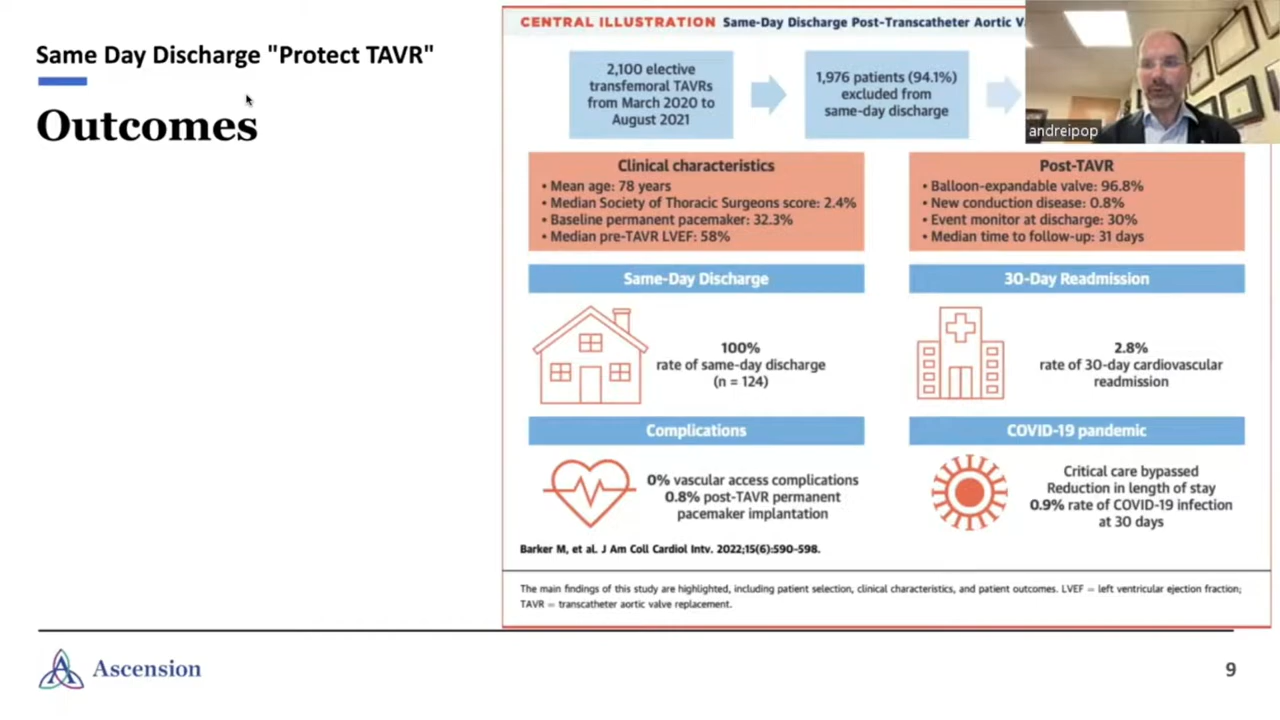 Same Day Discharge "Protect TAVR"
Outcomes
CENTRAL ILLUSTRATION Same-Day Discharge Post-Transcatheter Aortic
2,100 elective
transfemoral TAVRs
from March 2020 to
August 2021
1,976 patients (94.1%)
excluded from
same-day discharge
andreipop
Clinical characteristics
• Mean age: 78 years
• Median Society of Thoracic Surgeons score: 2.4%
• Baseline permanent pacemaker: 32.3%
• Median pre-TAVR LVEF: 58%
Post-TAVR
• Balloon-expandable valve: 96.8%
• New conduction disease: 0.8%
• Event monitor at discharge: 30%
• Median time to follow-up: 31 days
Same-Day Discharge
100%
rate of same-day discharge
(n = 124)
30-Day Readmission
2.8%
rate of 30-day cardiovascular
readmission
Complications
0% vascular access complications
0.8% post-TAVR permanent
pacemaker implantation
COVID-19 pandemic
Critical care bypassed
Reduction in length of stay
0.9% rate of COVID-19 infection
at 30 days
Barker M, et al. J Am Coll Cardiol Intv. 2022;15(6):590–598.
The main findings of this study are highlighted, including patient selection, clinical characteristics, and patient outcomes. LVEF = left ventricular ejection fraction;
TAVR = transcatheter aortic valve replacement.
Ascension
9